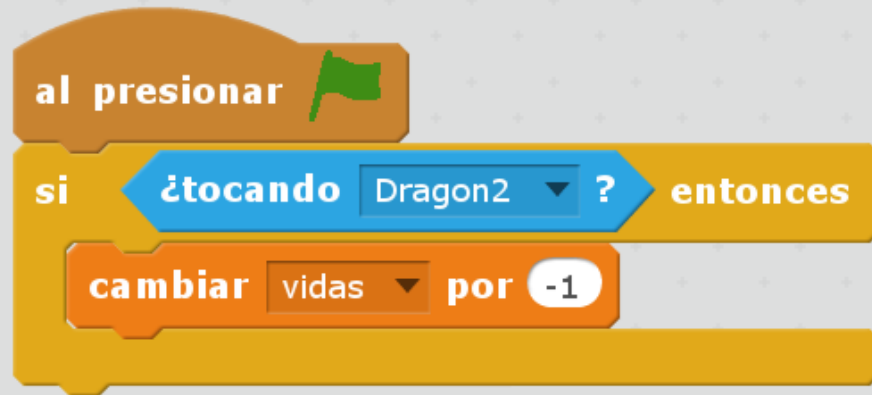 al presionar
si ¿tocando Dragon2 ? entonces
cambiar vidas por -1